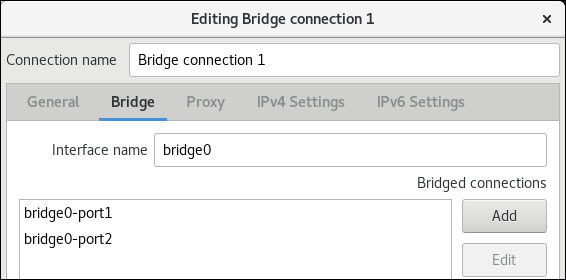 Editing Bridge connection 1 ×
Connection name Bridge connection 1
General Bridge Proxy IPv4 Settings IPv6 Settings
Interface name bridge0
Bridged connections
bridge0-port1 Add
bridge0-port2
Edit